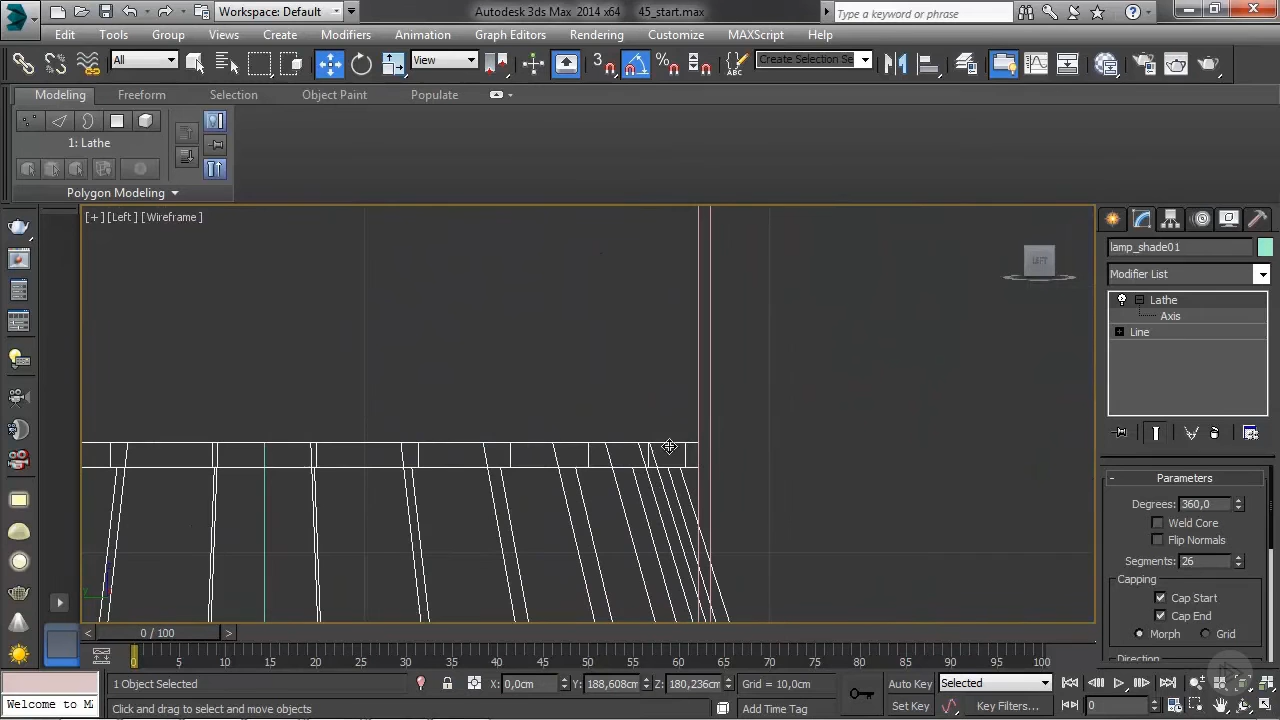 Workspace: Default
Autodesk 3ds Max 2014 x64    45_start.max
Type a keyword or phrase
Edit Tools Group Views Create Modifiers Animation Graph Editors Rendering Customize MAXScript Help
All
View
3
Create Selection Se
Modeling Freeform Selection Object Paint Populate
1: Lathe
Polygon Modeling
[+] [Left] [Wireframe]
LEFT
lamp_shade01
Modifier List
Lathe
Axis
Line
Parameters
Degrees: 360,0
Weld Core
Flip Normals
Segments: 26
Capping
Cap Start
Cap End
Morph Grid
Direction
< 0 / 100 >
0 5 10 15 20 25 30 35 40 45 50 55 60 65 70 75 80 85 90 95 100
1 Object Selected X: 0,0cm Y: 188,608cm Z: 180,236cm Grid = 10,0cm Auto Key Selected
Welcome to M Click and drag to select and move objects Add Time Tag Set Key Key Filters... 0